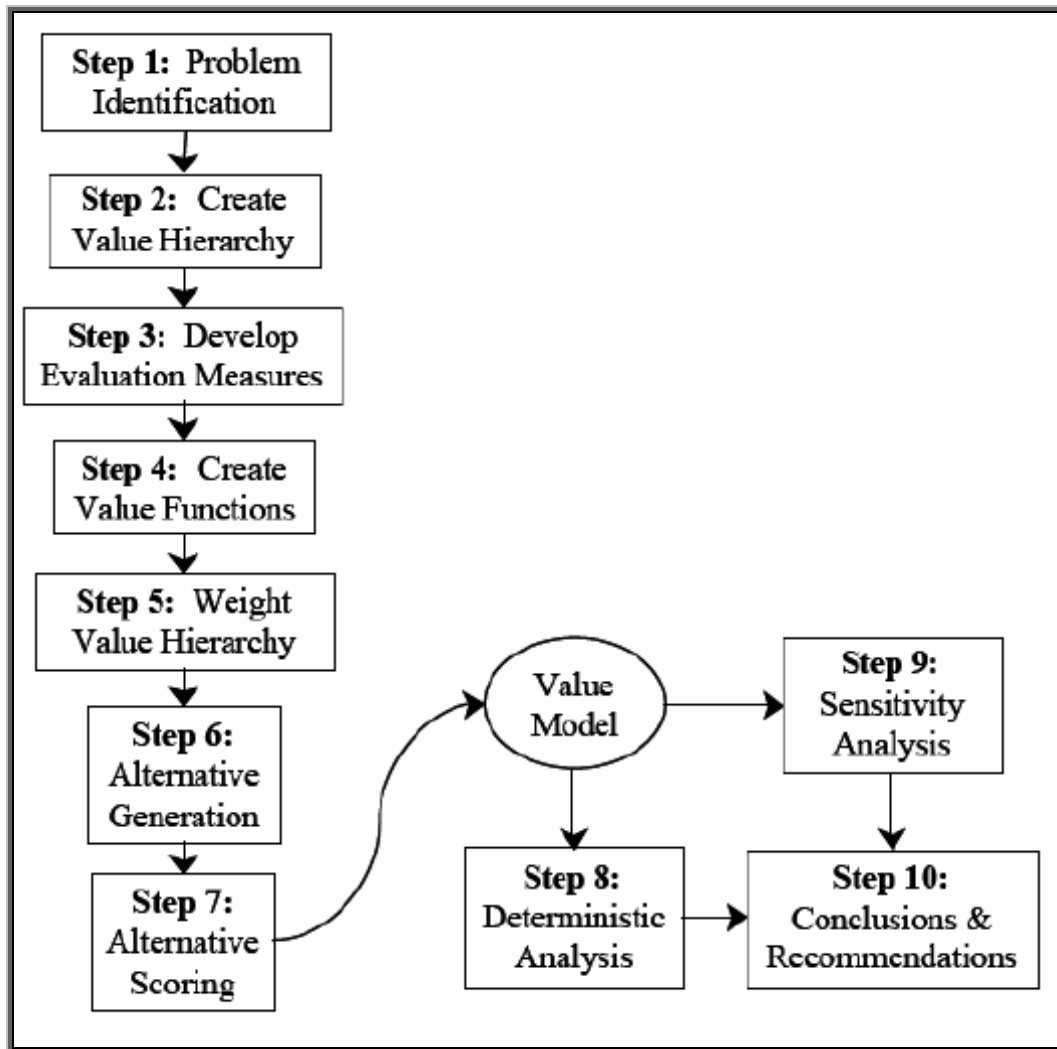 Step 1: Problem
Identification
Step 2: Create
Value Hierarchy
Step 3: Develop
Evaluation Measures
Step 4: Create
Value Functions
Step 5: Weight
Value Hierarchy
Step 6:
Alternative
Generation
Step 7:
Alternative
Scoring
Value
Model
Step 8:
Deterministic
Analysis
Step 9:
Sensitivity
Analysis
Step 10:
Conclusions &
Recommendations